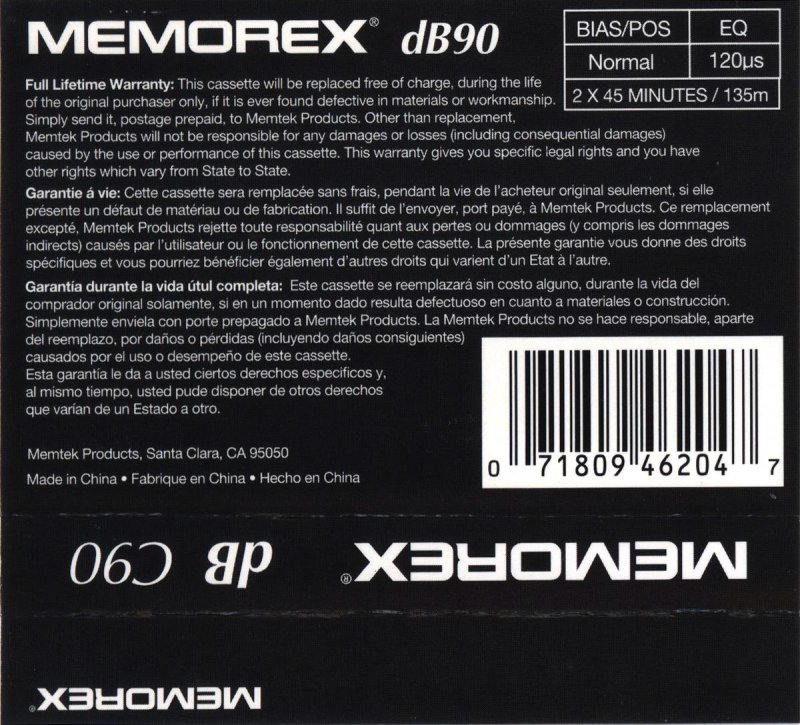 MEMOREX® dB90
BIAS/POS EQ
Normal 120µs
2 X 45 MINUTES / 135m
Full Lifetime Warranty: This cassette will be replaced free of charge, during the life
of the original purchaser only, if it is ever found defective in materials or workmanship.
Simply send it, postage prepaid, to Memtek Products. Other than replacement,
Memtek Products will not be responsible for any damages or losses (including consequential damages)
caused by the use or performance of this cassette. This warranty gives you specific legal rights and you have
other rights which vary from State to State.
Garantie á vie: Cette cassette sera remplacée sans frais, pendant la vie de l'acheteur original seulement, si elle
présente un défaut de matériau ou de fabrication. Il suffit de l'envoyer, port payé, à Memtek Products. Ce remplacement
excepté, Memtek Products rejette toute responsabilité quant aux pertes ou dommages (y compris les dommages
indirects) causés par l'utilisateur ou le fonctionnement de cette cassette. La présente garantie vous donne des droits
spécifiques et vous pourriez bénéficier également d'autres droits qui varient d'un Etat à l'autre.
Garantía durante la vida útul completa: Este cassette se reemplazará sin costo alguno, durante la vida del
comprador original solamente, si en un momento dado resulta defectuoso en cuanto a materiales o construcción.
Simplemente enviela con porte prepagado a Memtek Products. La Memtek Products no se hace responsable, aparte
del reemplazo, por daños o pérdidas (incluyendo daños consiguientes)
causados por el uso o desempeño de este cassette.
Esta garantía le da a usted ciertos derechos especificos y,
al mismo tiempo, usted pude disponer de otros derechos
que varían de un Estado a otro.
Memtek Products, Santa Clara, CA 95050
Made in China • Fabrique en China • Hecho en China
0 71809 46204 7
MEMOREX® dB C90
MEMOREX®